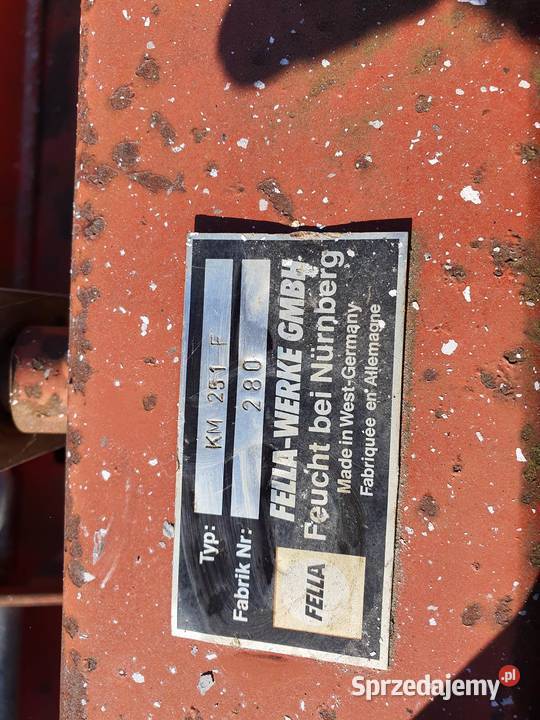 Typ: KM 251 F
Fabrik Nr: 280
FELLA-WERKE GMBH
Feucht bei Nürnberg
Made in West-Germany
Fabriquée en Allemagne
FELLA
Sprzedajemy.pl